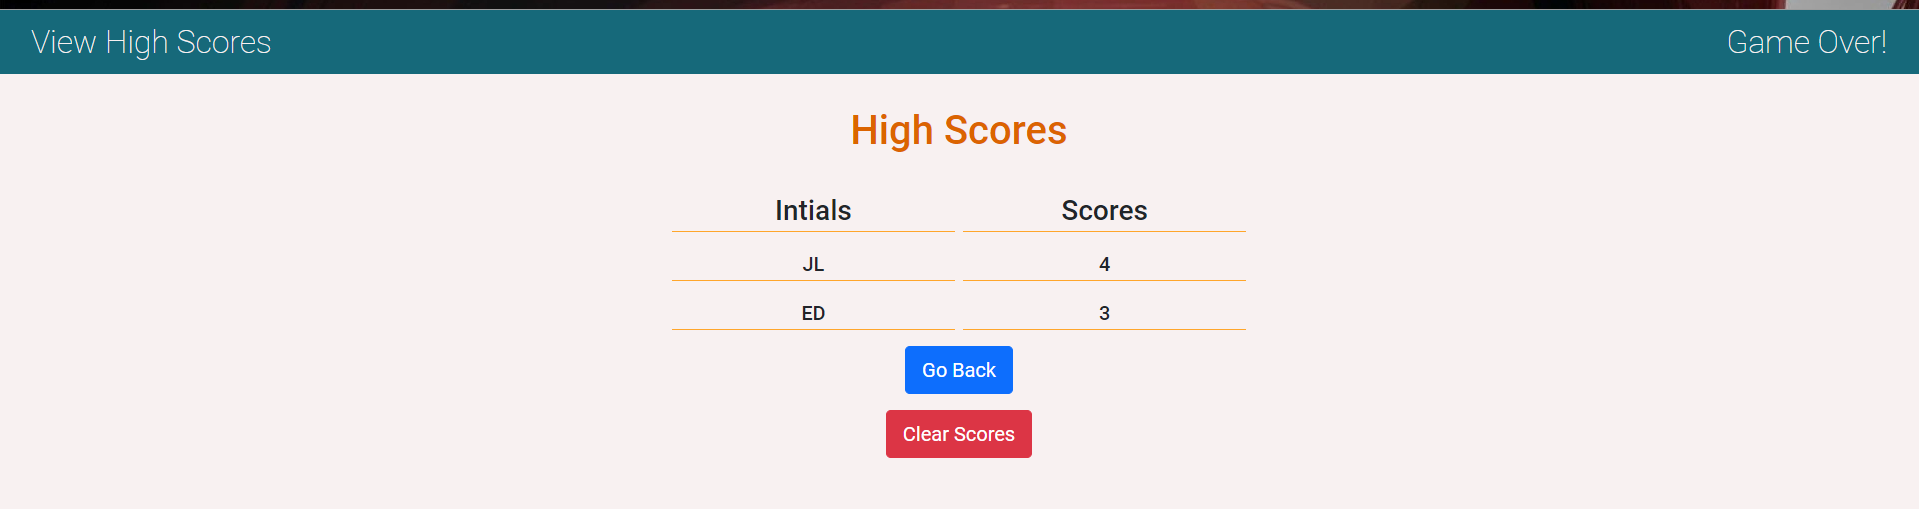 View High Scores Game Over!
High Scores
Intials Scores
JL 4
ED 3
Go Back
Clear Scores